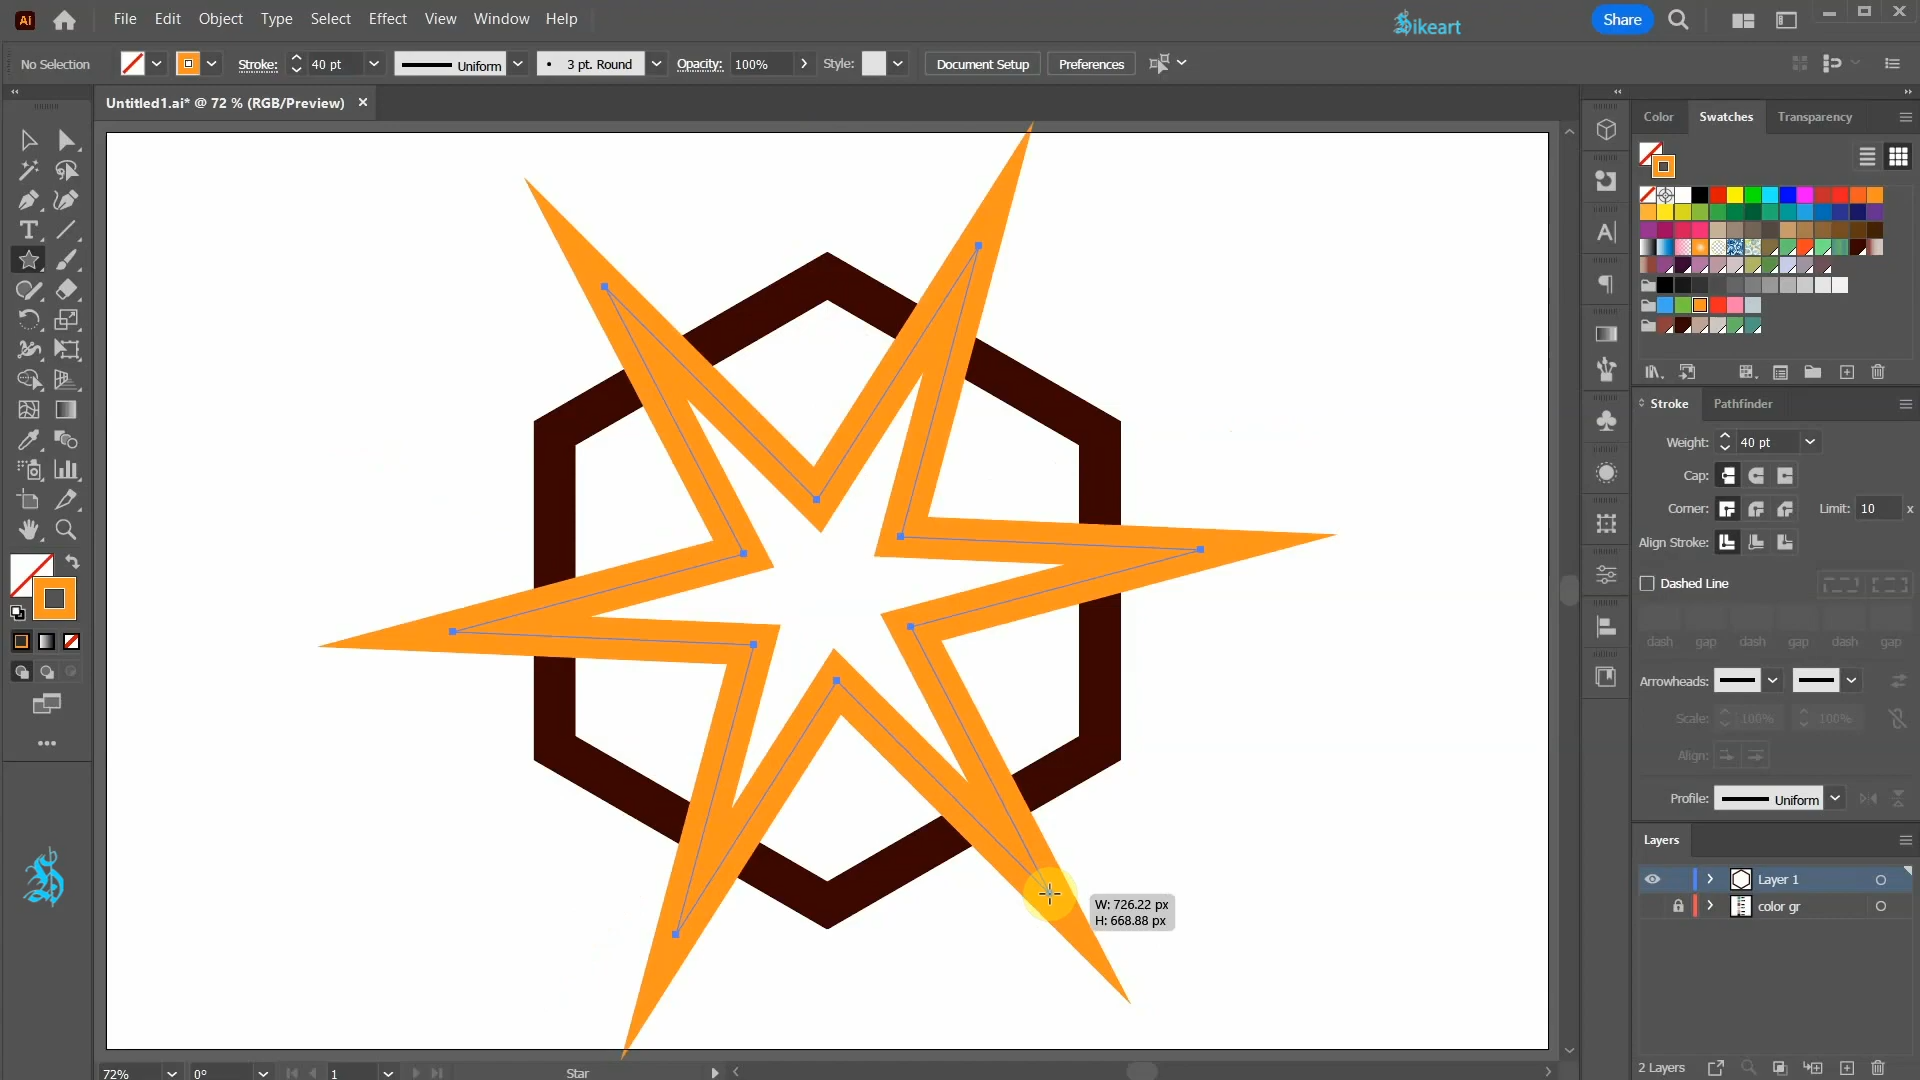 Ai File Edit Object Type Select Effect View Window Help
Sikeart
Share
No Selection
Stroke: 40 pt
Uniform
3 pt. Round
Opacity: 100%
Style:
Document Setup
Preferences
Untitled1.ai* @ 72 % (RGB/Preview)
Color Swatches Transparency
Stroke Pathfinder
Weight: 40 pt
Cap:
Corner: Limit: 10 x
Align Stroke:
Dashed Line
dash gap dash gap dash gap
Arrowheads:
Scale: 100% 100%
Align:
Profile: Uniform
Layers
Layer 1
color gr
W: 726.22 px
H: 668.88 px
2 Layers
72% 0° 1 Star